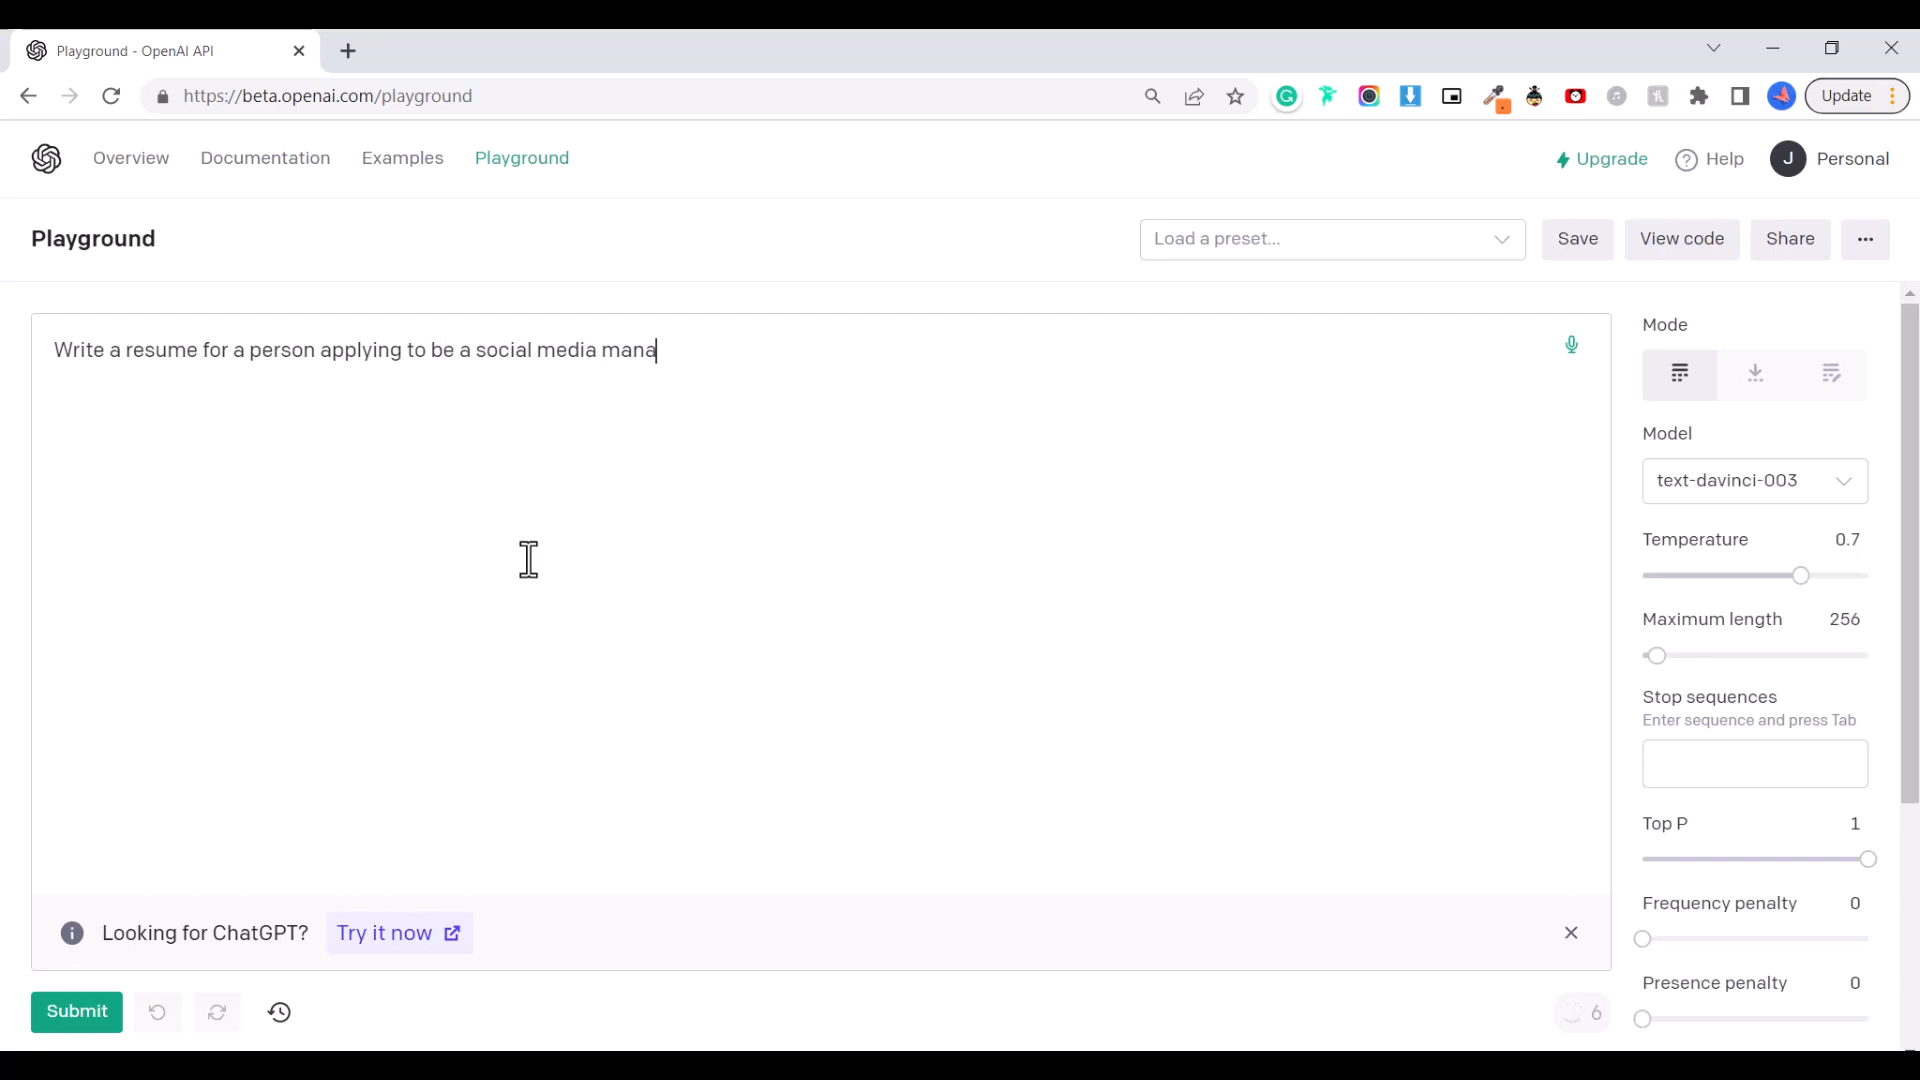 Playground - OpenAI API
https://beta.openai.com/playground
Update
Overview Documentation Examples Playground
Upgrade Help J Personal
Playground
Load a preset... Save View code Share
Write a resume for a person applying to be a social media mana
Mode
Model
text-davinci-003
Temperature 0.7
Maximum length 256
Stop sequences
Enter sequence and press Tab
Top P 1
Frequency penalty 0
Presence penalty 0
Looking for ChatGPT? Try it now
Submit
6